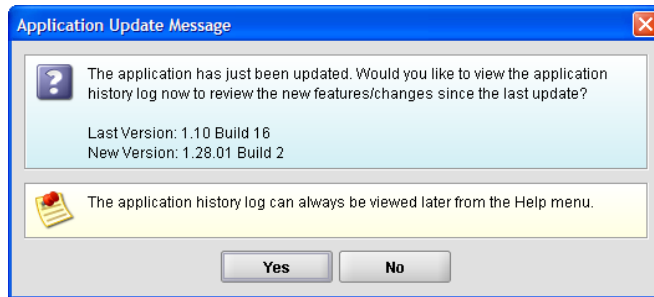 Application Update Message
The application has just been updated. Would you like to view the application
history log now to review the new features/changes since the last update?
Last Version: 1.10 Build 16
New Version: 1.28.01 Build 2
The application history log can always be viewed later from the Help menu.
Yes
No